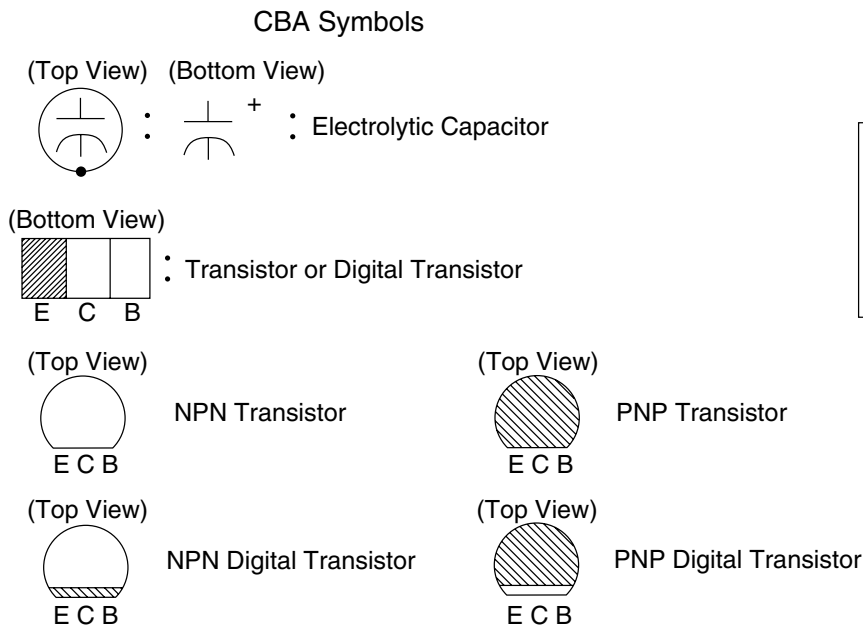 CBA Symbols
(Top View) (Bottom View)
+
: : Electrolytic Capacitor
(Bottom View)
: Transistor or Digital Transistor
E C B
(Top View) (Top View)
NPN Transistor PNP Transistor
E C B E C B
(Top View) (Top View)
NPN Digital Transistor PNP Digital Transistor
E C B E C B